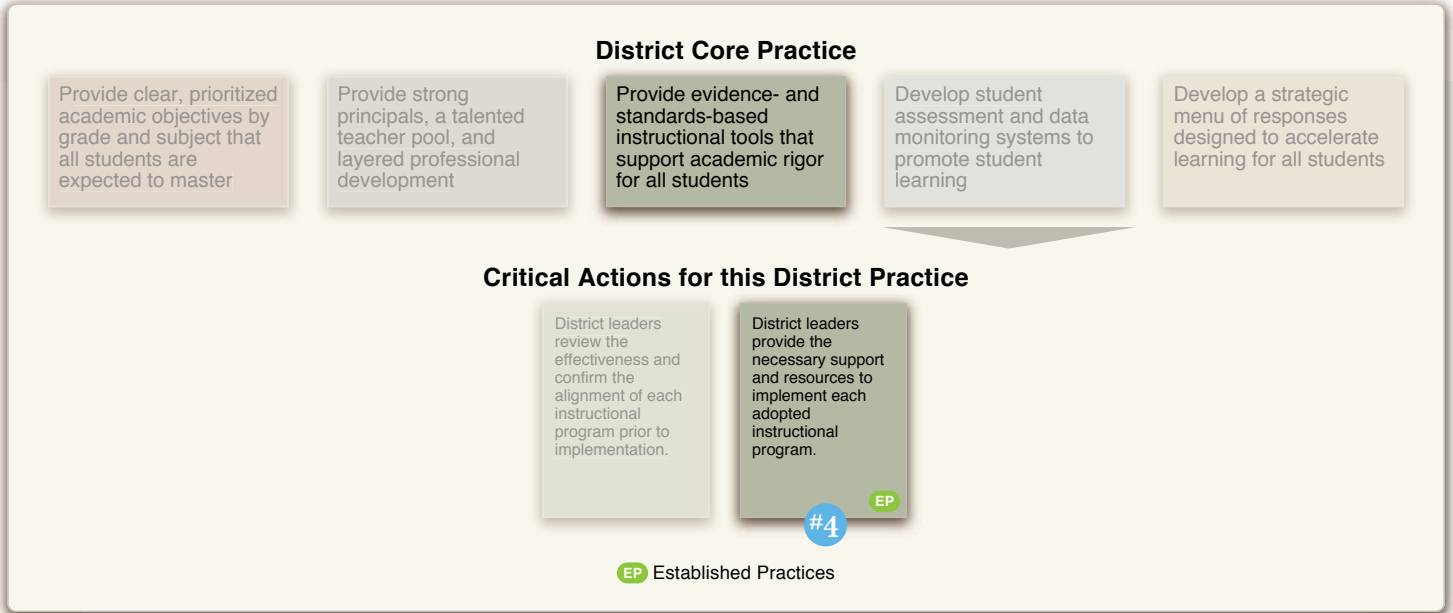 District Core Practice
Provide clear, prioritized
academic objectives by
grade and subject that
all students are
expected to master
Provide strong
principals, a talented
teacher pool, and
layered professional
development
Provide evidence- and
standards-based
instructional tools that
support academic rigor
for all students
Develop student
assessment and data
monitoring systems to
promote student
learning
Develop a strategic
menu of responses
designed to accelerate
learning for all students
Critical Actions for this District Practice
District leaders
review the
effectiveness and
confirm the
alignment of each
instructional
program prior to
implementation.
District leaders
provide the
necessary support
and resources to
implement each
adopted
instructional
program.
EP
#4
EP Established Practices